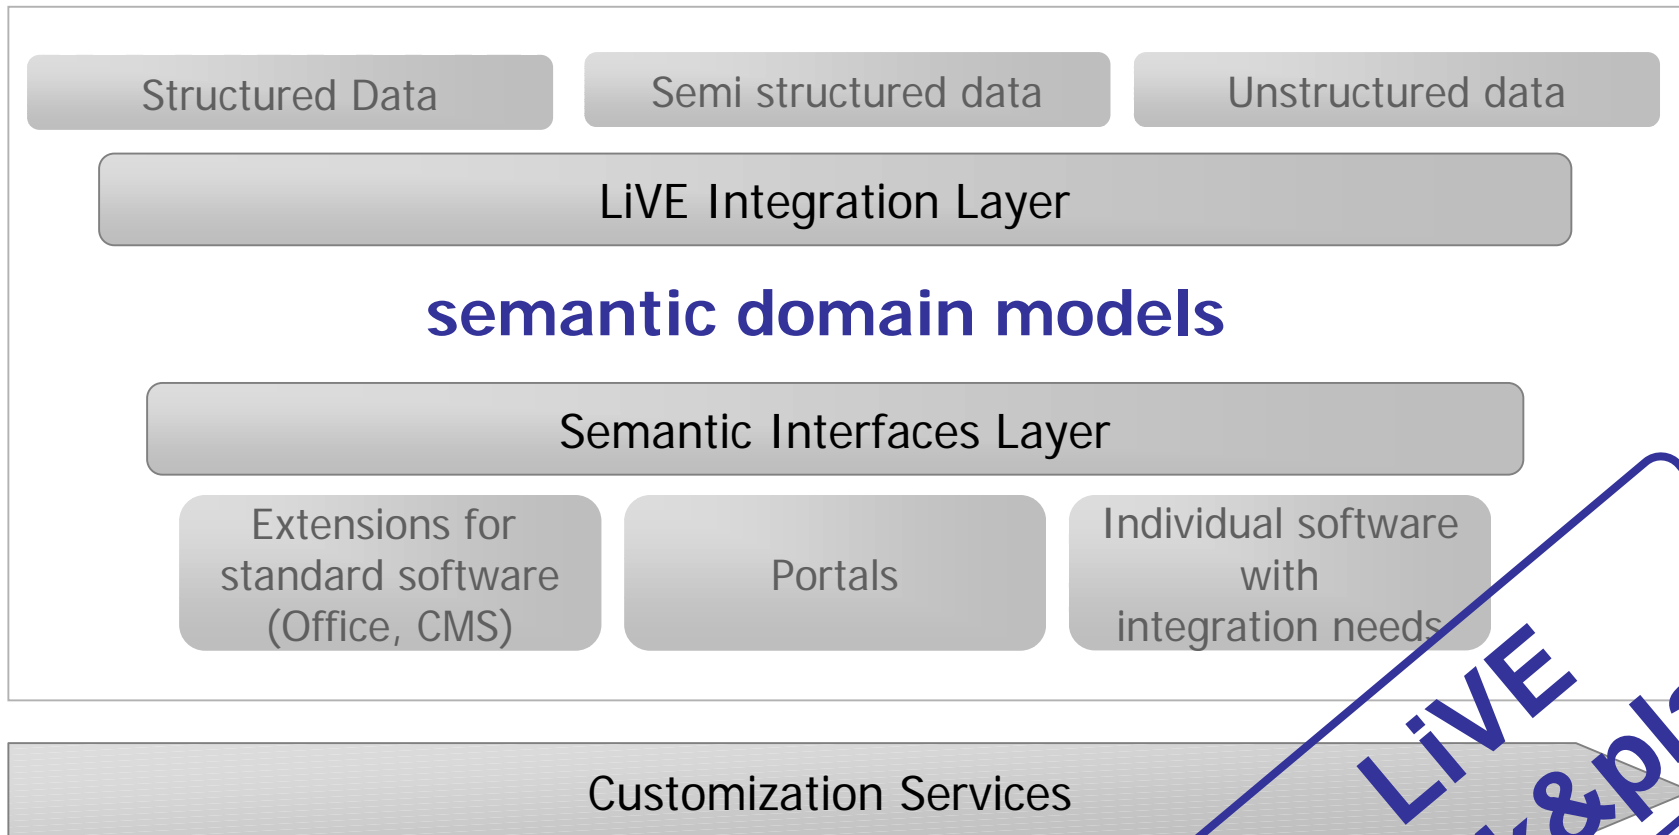 Structured Data
Semi structured data
Unstructured data
LiVE Integration Layer
semantic domain models
Semantic Interfaces Layer
Extensions for
standard software
(Office, CMS)
Portals
Individual software
with
integration needs
Customization Services
LiVE